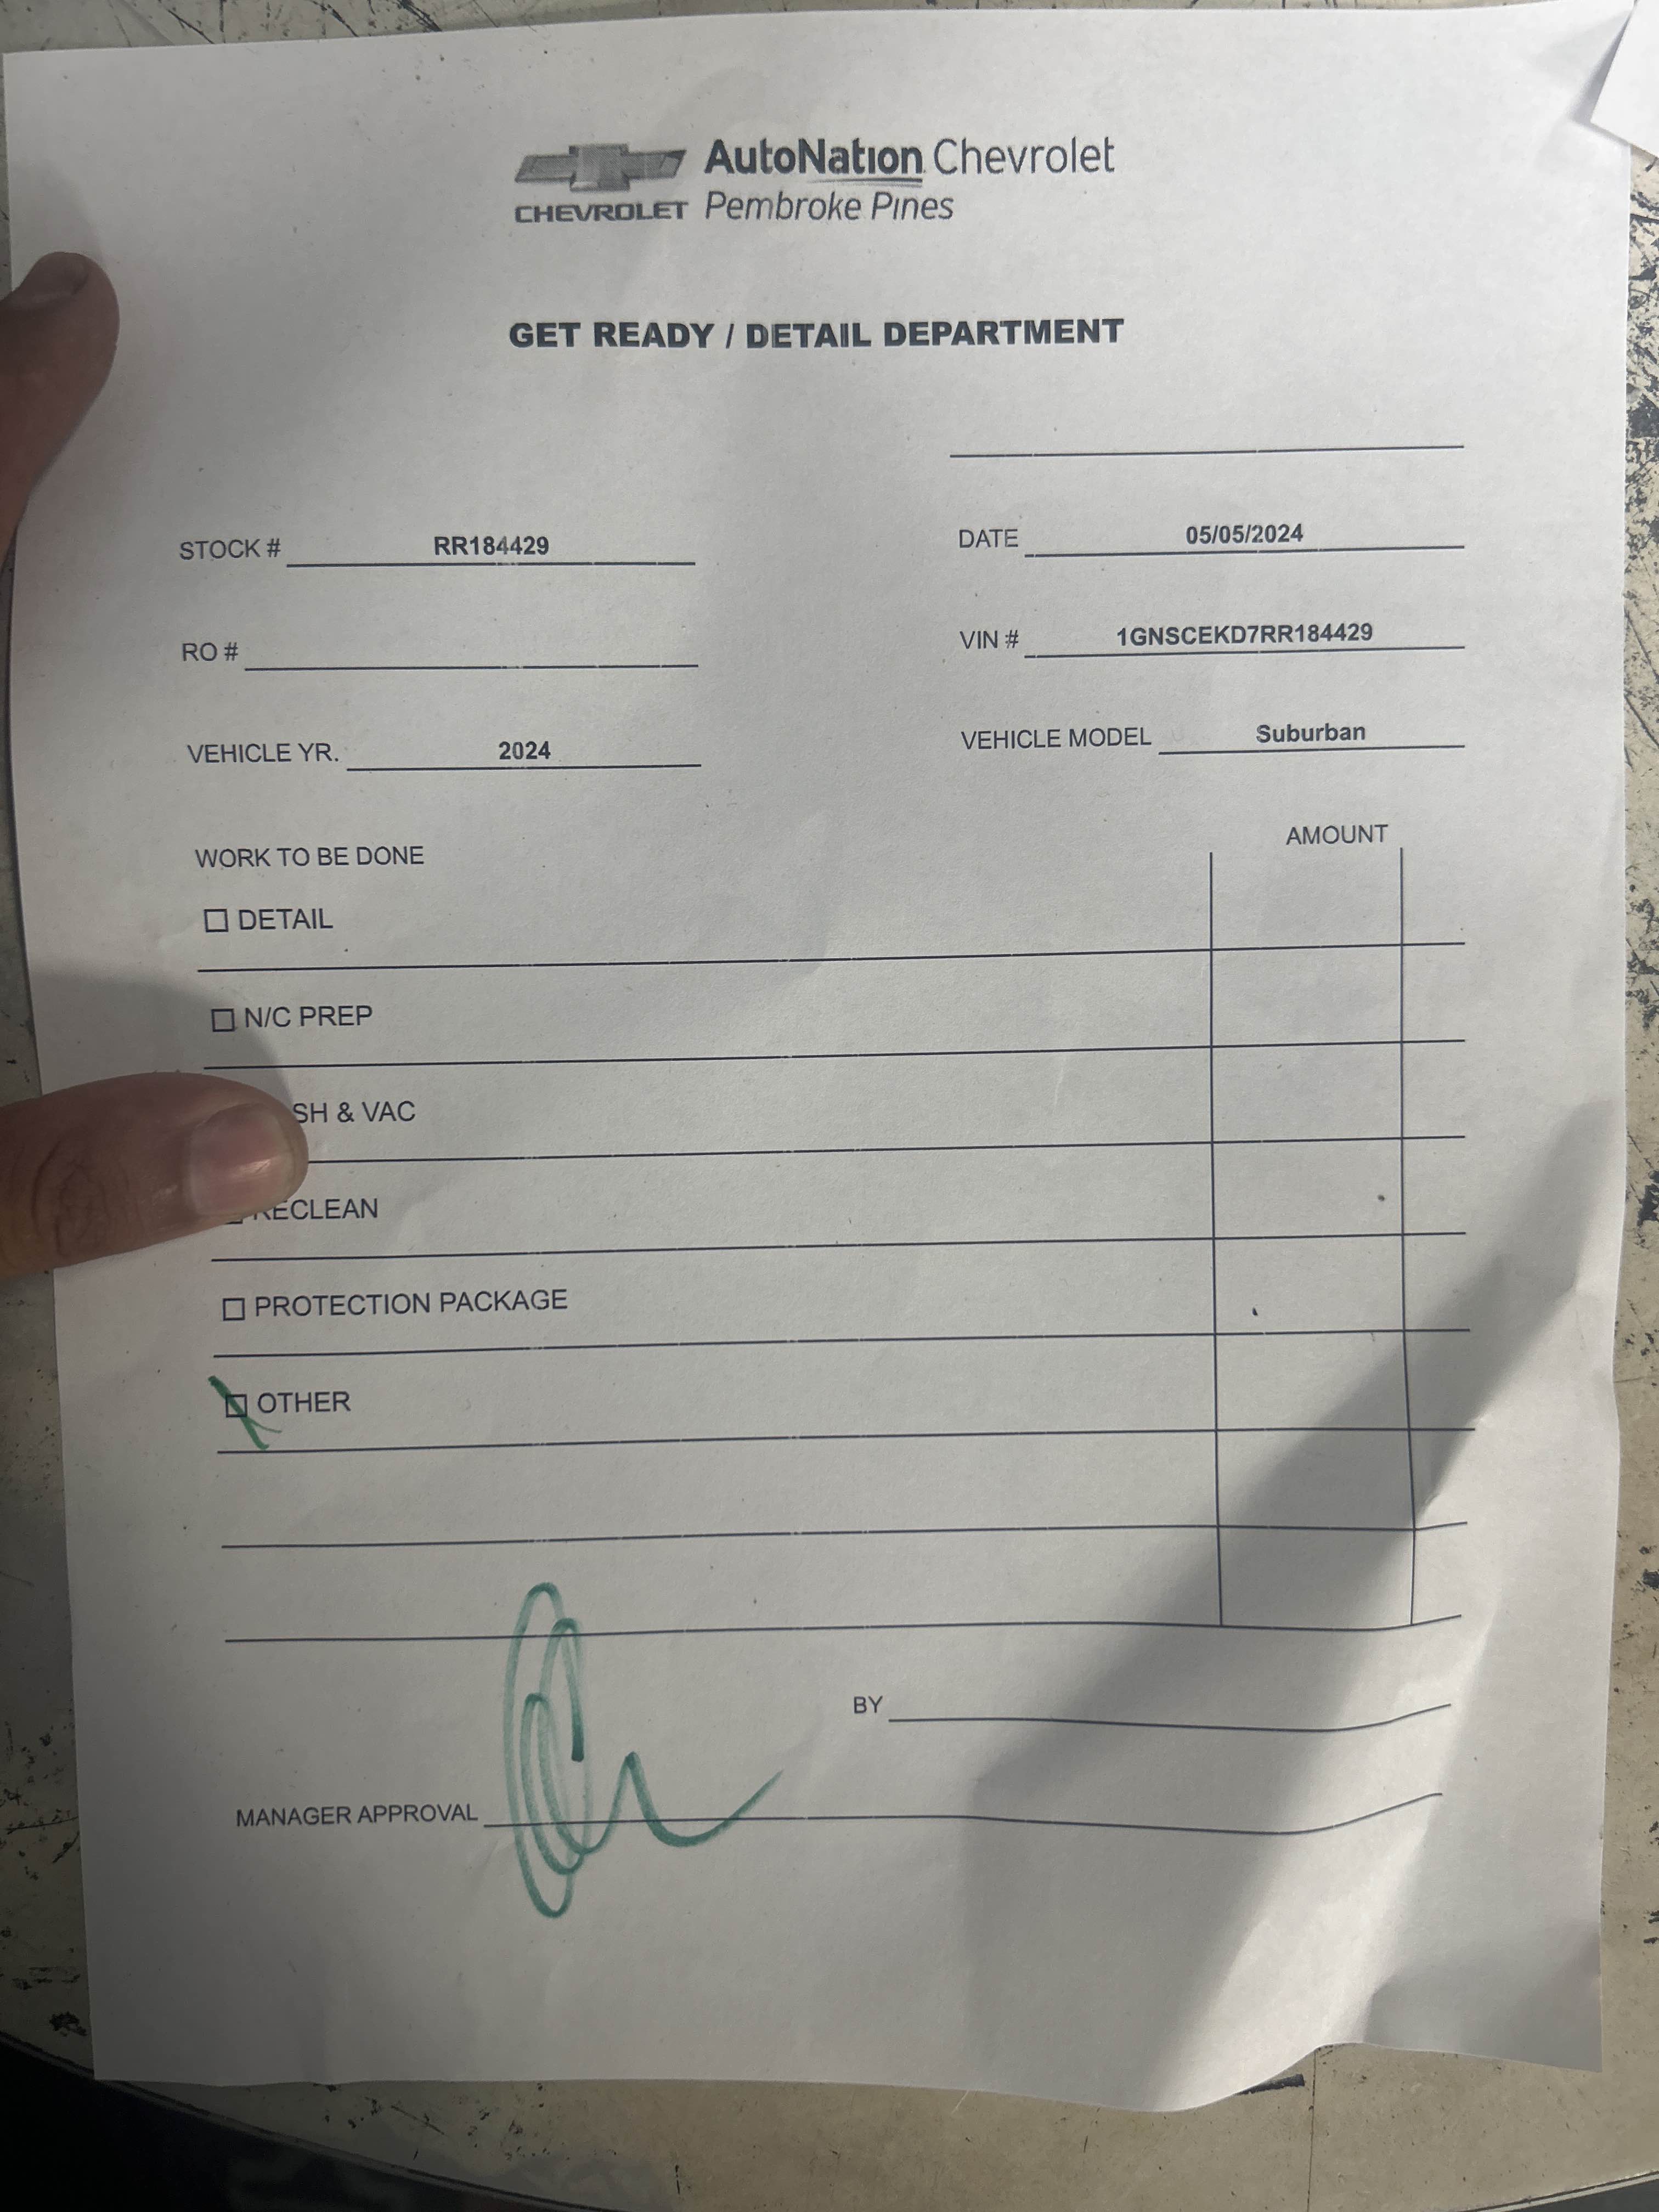 AutoNation Chevrolet
CHEVROLET Pembroke Pines
GET READY / DETAIL DEPARTMENT
STOCK # RR184429
DATE 05/05/2024
RO #
VIN # 1GNSCEKD7RR184429
VEHICLE YR. 2024
VEHICLE MODEL Suburban
WORK TO BE DONE
AMOUNT
DETAIL
N/C PREP
SH & VAC
RECLEAN
PROTECTION PACKAGE
OTHER
BY
MANAGER APPROVAL